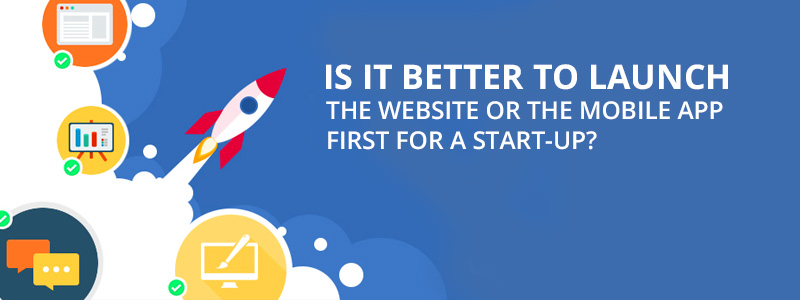 IS IT BETTER TO LAUNCH
THE WEBSITE OR THE MOBILE APP
FIRST FOR A START-UP?